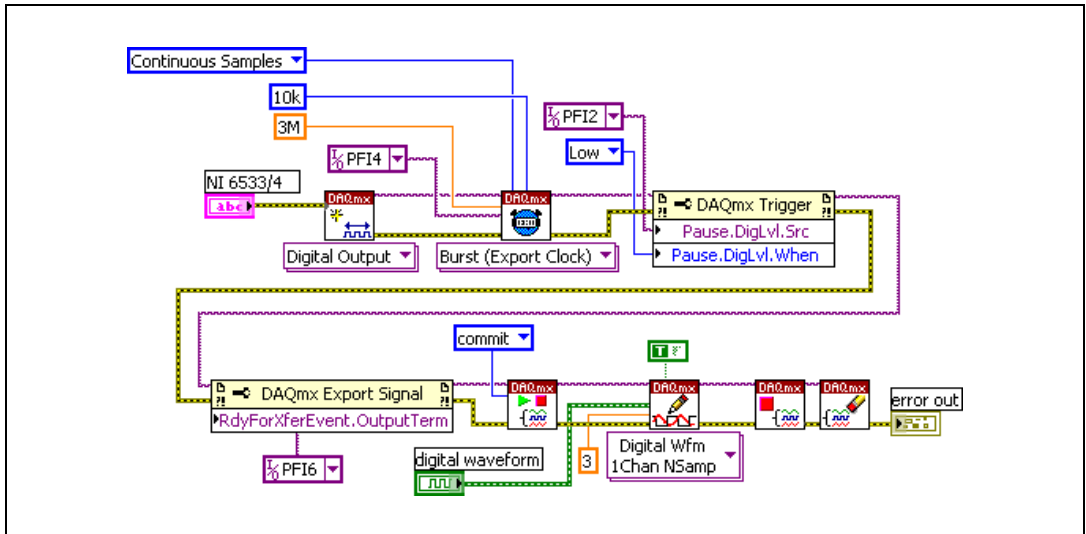 Continuous Samples
10k
3M
PFI2
Low
PFI4
NI 6533/4
abc
DAQmx
DAQmx
DAQmx Trigger
Pause.DigLvl.Src
Pause.DigLvl.When
Digital Output
Burst (Export Clock)
commit
T
DAQmx Export Signal
RdyForXferEvent.OutputTerm
DAQmx
DAQmx
DAQmx
DAQmx
error out
PFI6
digital waveform
3
Digital Wfm
1Chan NSamp